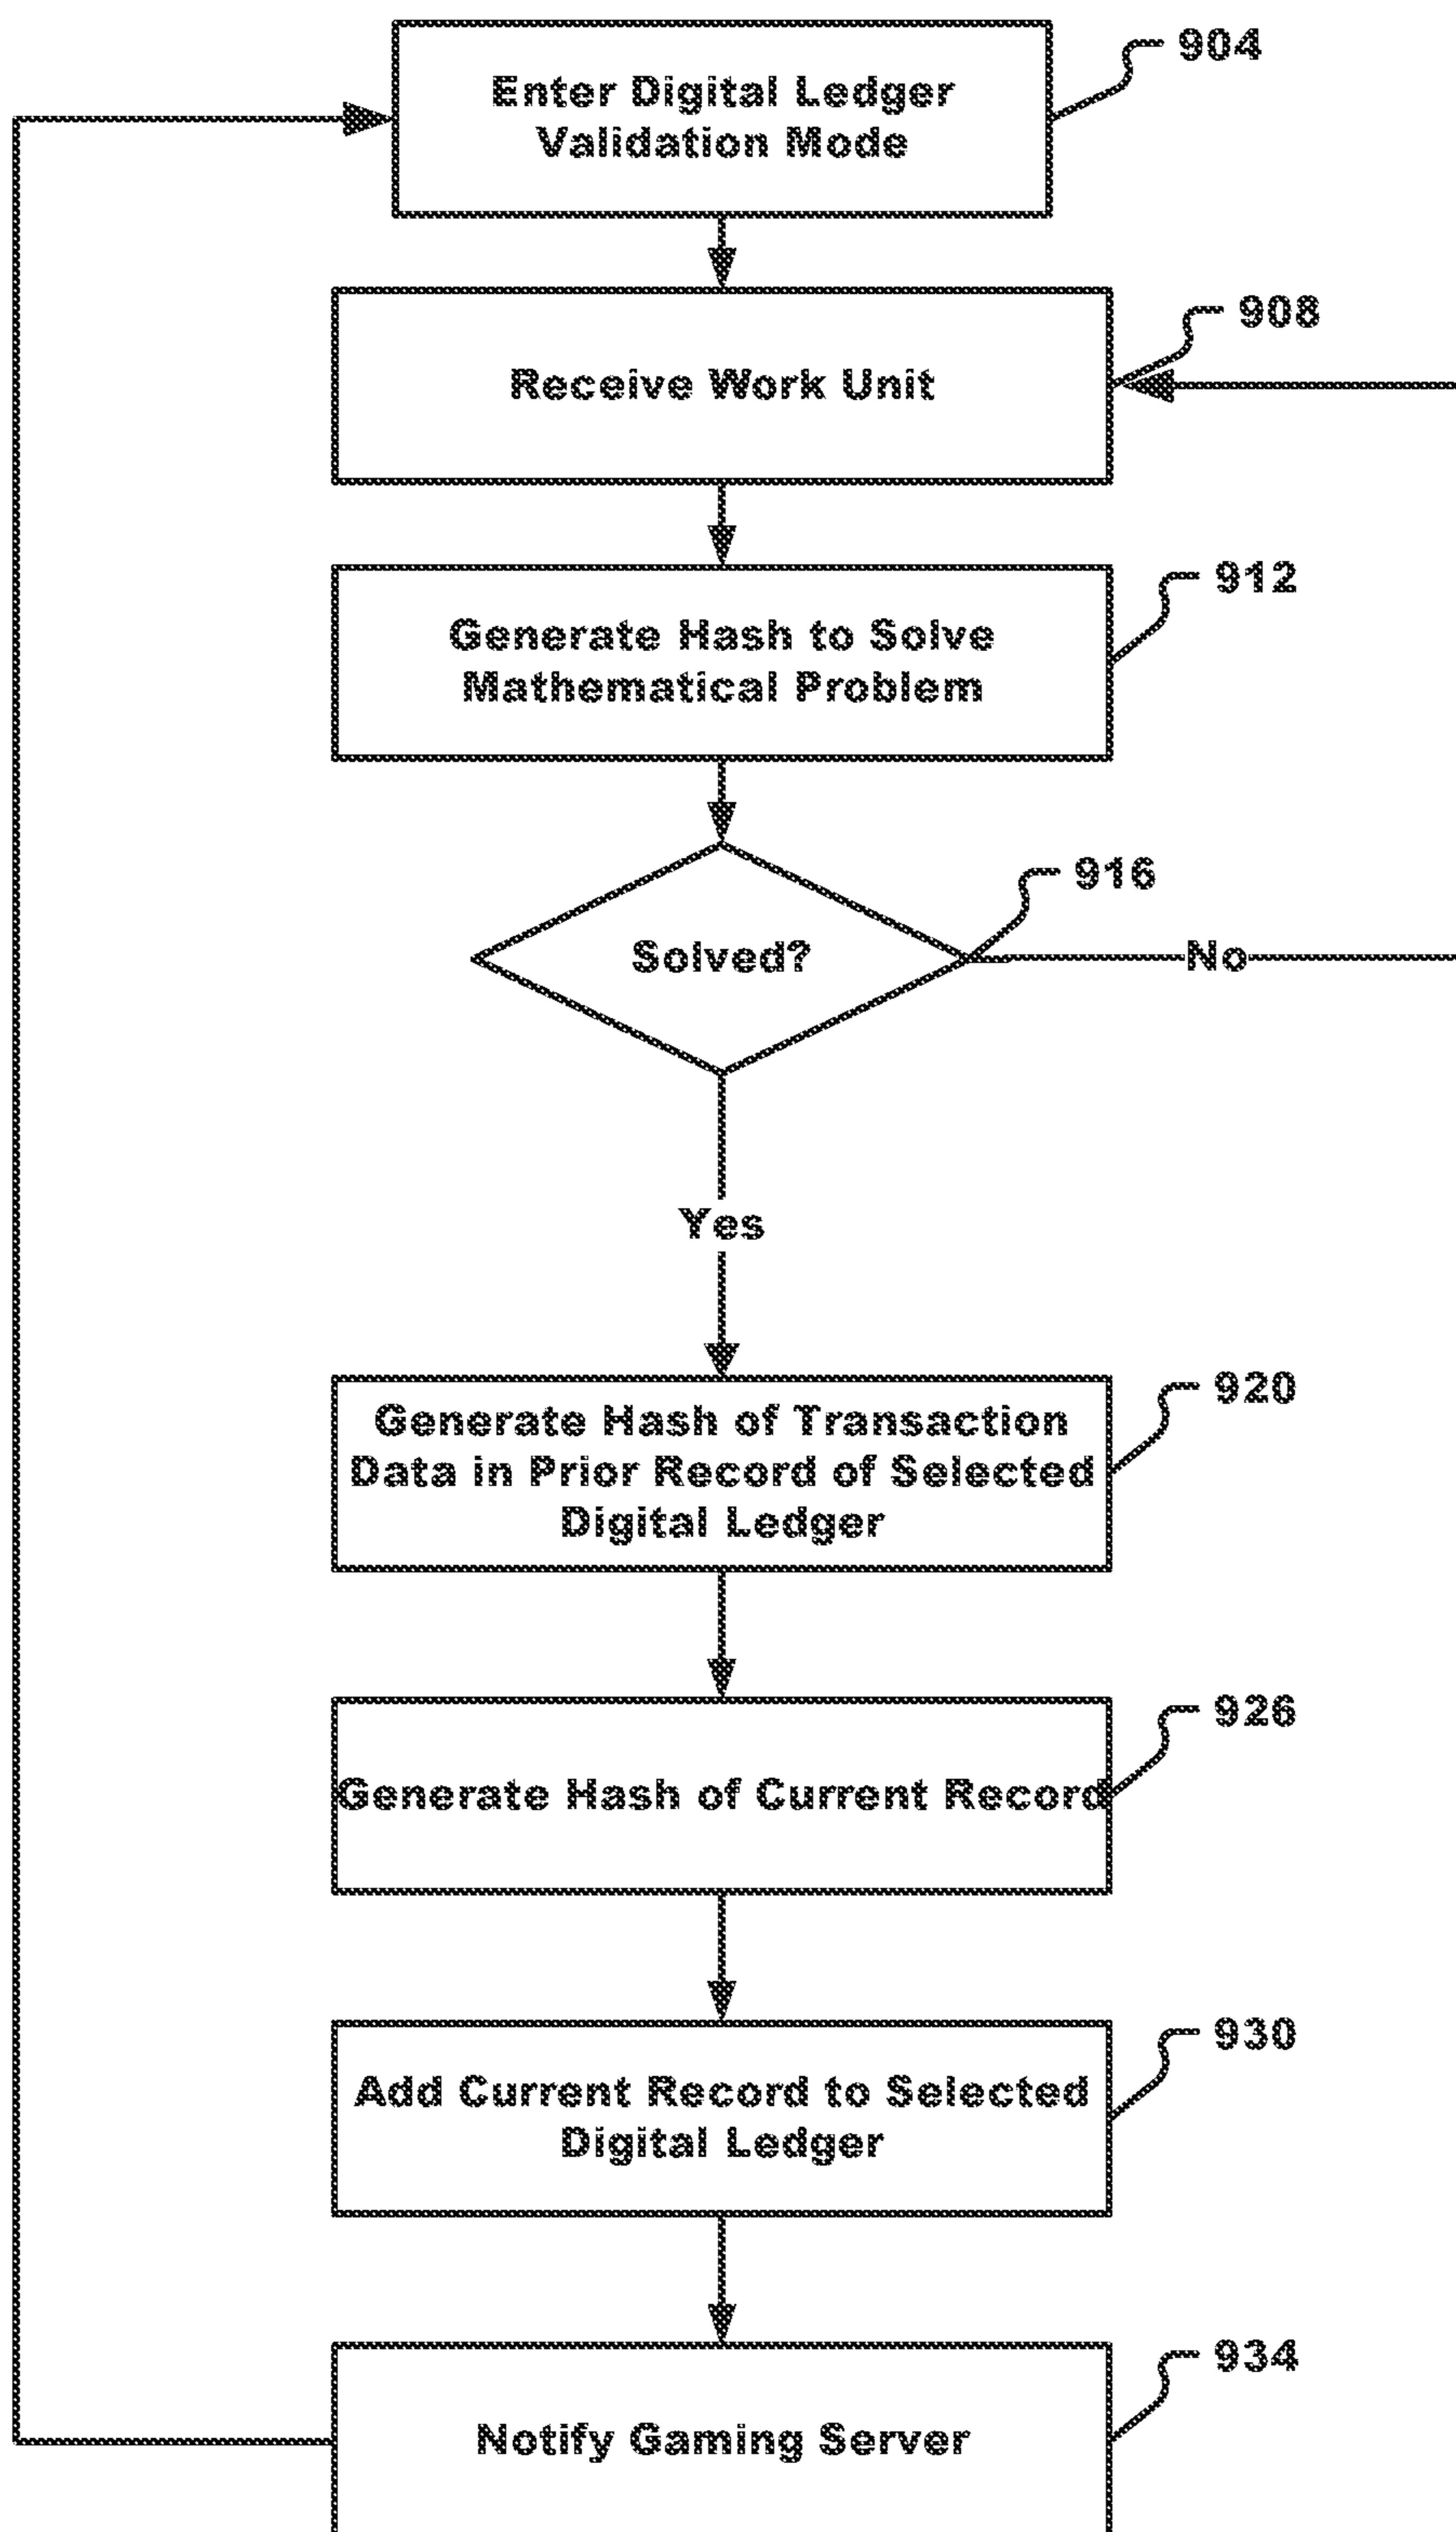 904
Enter Digital Ledger
Validation Mode
908
Receive Work Unit
912
Generate Hash to Solve
Mathematical Problem
916
Solved?
No
Yes
920
Generate Hash of Transaction
Data in Prior Record of Selected
Digital Ledger
926
Generate Hash of Current Record
930
Add Current Record to Selected
Digital Ledger
934
Notify Gaming Server